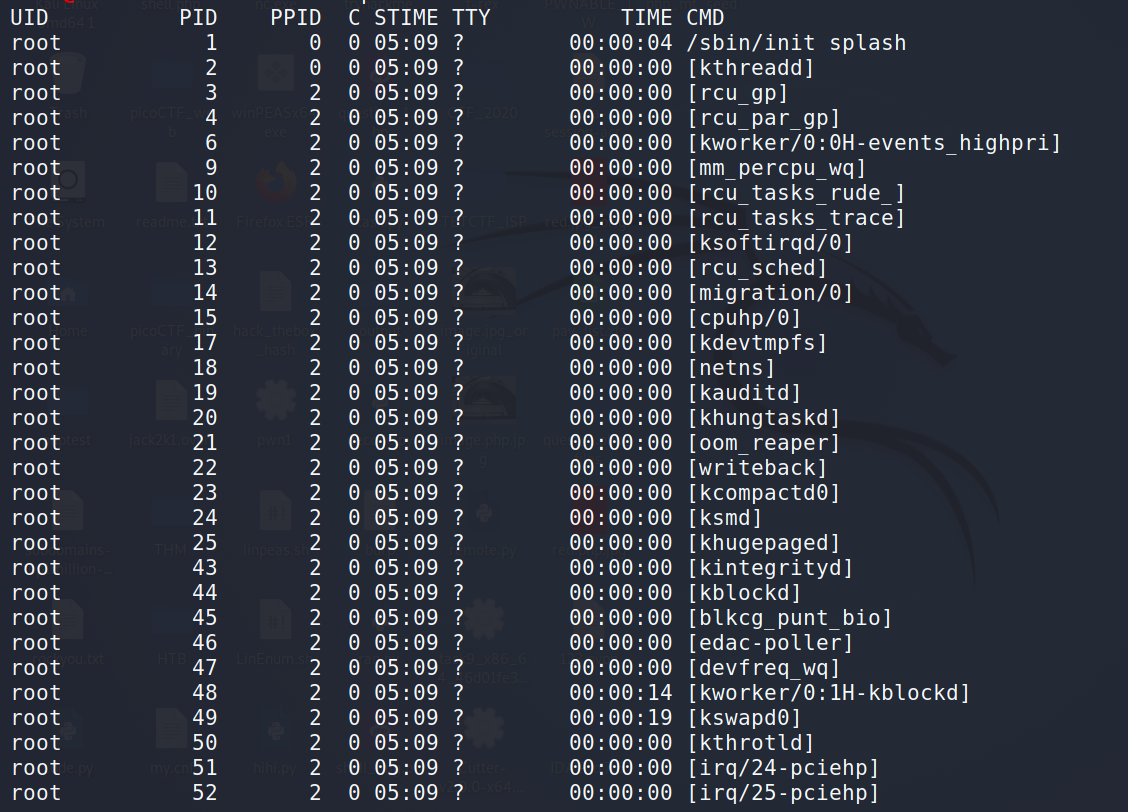 UID          PID    PPID  C STIME TTY          TIME CMD
root           1       0  0 05:09 ?        00:00:04 /sbin/init splash
root           2       0  0 05:09 ?        00:00:00 [kthreadd]
root           3       2  0 05:09 ?        00:00:00 [rcu_gp]
root           4       2  0 05:09 ?        00:00:00 [rcu_par_gp]
root           6       2  0 05:09 ?        00:00:00 [kworker/0:0H-events_highpri]
root           9       2  0 05:09 ?        00:00:00 [mm_percpu_wq]
root          10       2  0 05:09 ?        00:00:00 [rcu_tasks_rude_]
root          11       2  0 05:09 ?        00:00:00 [rcu_tasks_trace]
root          12       2  0 05:09 ?        00:00:00 [ksoftirqd/0]
root          13       2  0 05:09 ?        00:00:00 [rcu_sched]
root          14       2  0 05:09 ?        00:00:00 [migration/0]
root          15       2  0 05:09 ?        00:00:00 [cpuhp/0]
root          17       2  0 05:09 ?        00:00:00 [kdevtmpfs]
root          18       2  0 05:09 ?        00:00:00 [netns]
root          19       2  0 05:09 ?        00:00:00 [kauditd]
root          20       2  0 05:09 ?        00:00:00 [khungtaskd]
root          21       2  0 05:09 ?        00:00:00 [oom_reaper]
root          22       2  0 05:09 ?        00:00:00 [writeback]
root          23       2  0 05:09 ?        00:00:00 [kcompactd0]
root          24       2  0 05:09 ?        00:00:00 [ksmd]
root          25       2  0 05:09 ?        00:00:00 [khugepaged]
root          43       2  0 05:09 ?        00:00:00 [kintegrityd]
root          44       2  0 05:09 ?        00:00:00 [kblockd]
root          45       2  0 05:09 ?        00:00:00 [blkcg_punt_bio]
root          46       2  0 05:09 ?        00:00:00 [edac-poller]
root          47       2  0 05:09 ?        00:00:00 [devfreq_wq]
root          48       2  0 05:09 ?        00:00:14 [kworker/0:1H-kblockd]
root          49       2  0 05:09 ?        00:00:19 [kswapd0]
root          50       2  0 05:09 ?        00:00:00 [kthrotld]
root          51       2  0 05:09 ?        00:00:00 [irq/24-pciehp]
root          52       2  0 05:09 ?        00:00:00 [irq/25-pciehp]